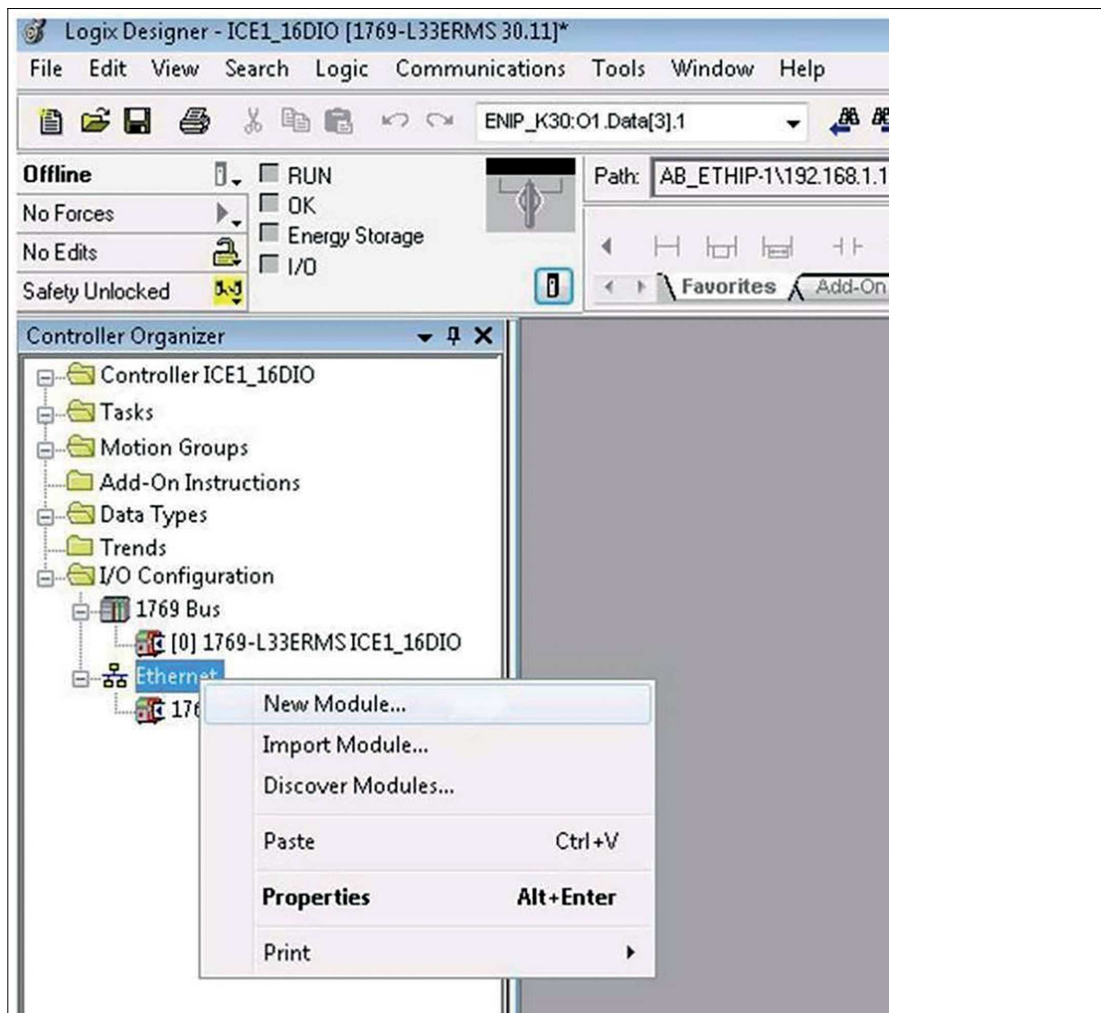 Logix Designer - ICE1_16DIO [1769-L33ERMS 30.11]*
File Edit View Search Logic Communications Tools Window Help
ENIP_K30:O1.Data[3].1
Offline
RUN
Path: AB_ETHIP-1\192.168.1.1
No Forces
OK
No Edits
Energy Storage
I/O
Safety Unlocked
Favorites Add-On
Controller Organizer
Controller ICE1_16DIO
Tasks
Motion Groups
Add-On Instructions
Data Types
Trends
I/O Configuration
1769 Bus
[0] 1769-L33ERMS ICE1_16DIO
Ethernet
176
New Module...
Import Module...
Discover Modules...
Paste Ctrl+V
Properties Alt+Enter
Print